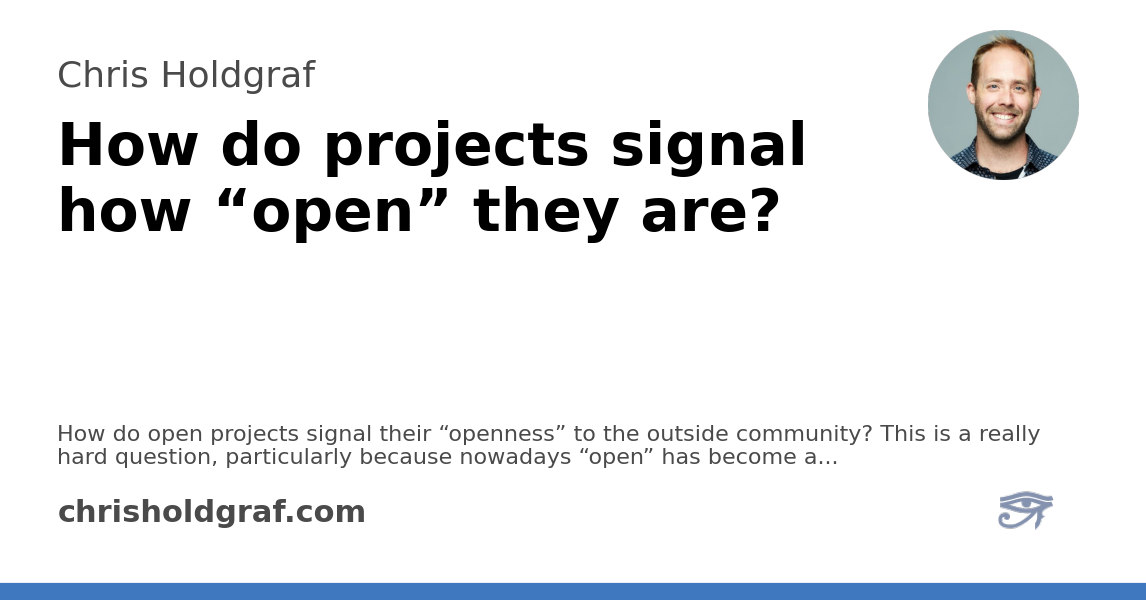 Chris Holdgraf
How do projects signal
how “open” they are?
How do open projects signal their “openness” to the outside community? This is a really
hard question, particularly because nowadays “open” has become a...
chrisholdgraf.com